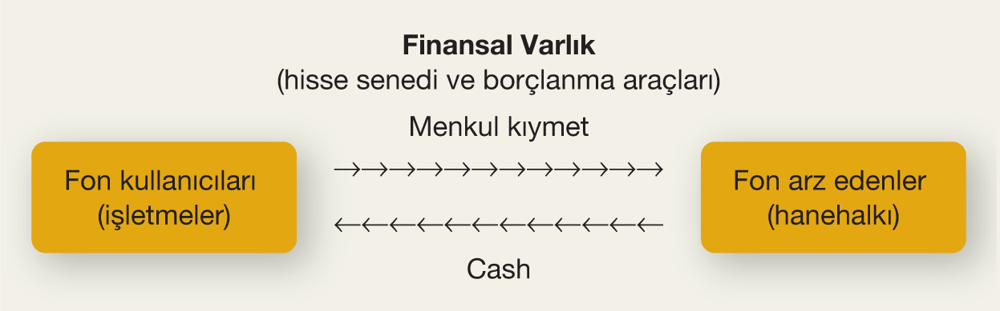 Finansal Varlık
(hisse senedi ve borçlanma araçları)
Menkul kıymet
Fon kullanıcıları
(işletmeler)
Fon arz edenler
(hanehalkı)
Cash